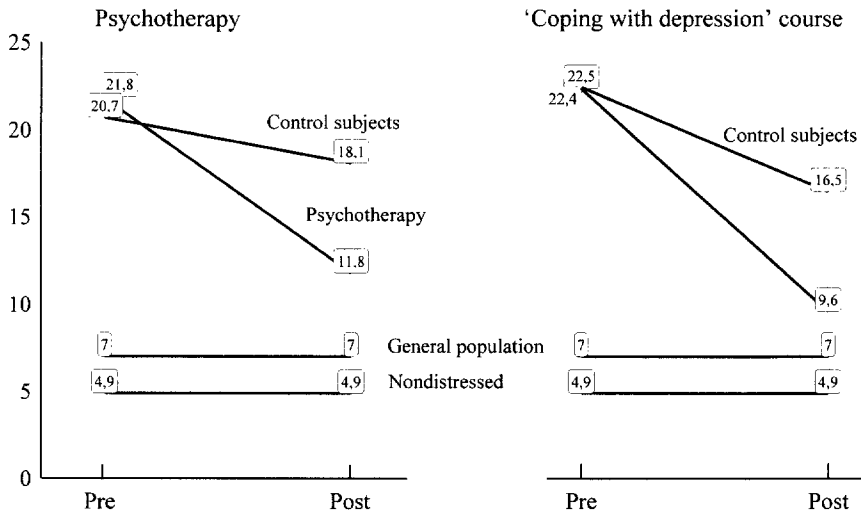 Psychotherapy
'Coping with depression' course
25
20
15
10
5
0
21,8
20,7
Control subjects
18,1
Psychotherapy
11,8
7
7
General population
4,9
4,9
Nondistressed
Pre
Post
22,5
22,4
Control subjects
16,5
9,6
7
7
4,9
4,9
Pre
Post